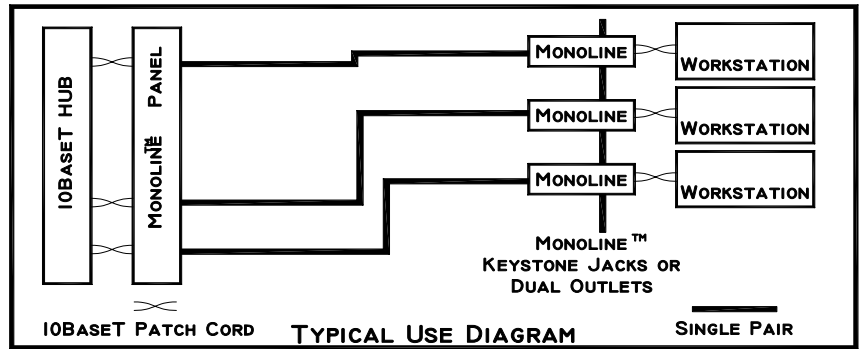 10BaseT HUB
Monoline™ Panel
Monoline
Workstation
Monoline
Workstation
Monoline
Workstation
Monoline™
Keystone Jacks or
Dual Outlets
10BaseT Patch Cord
Typical Use Diagram
Single Pair